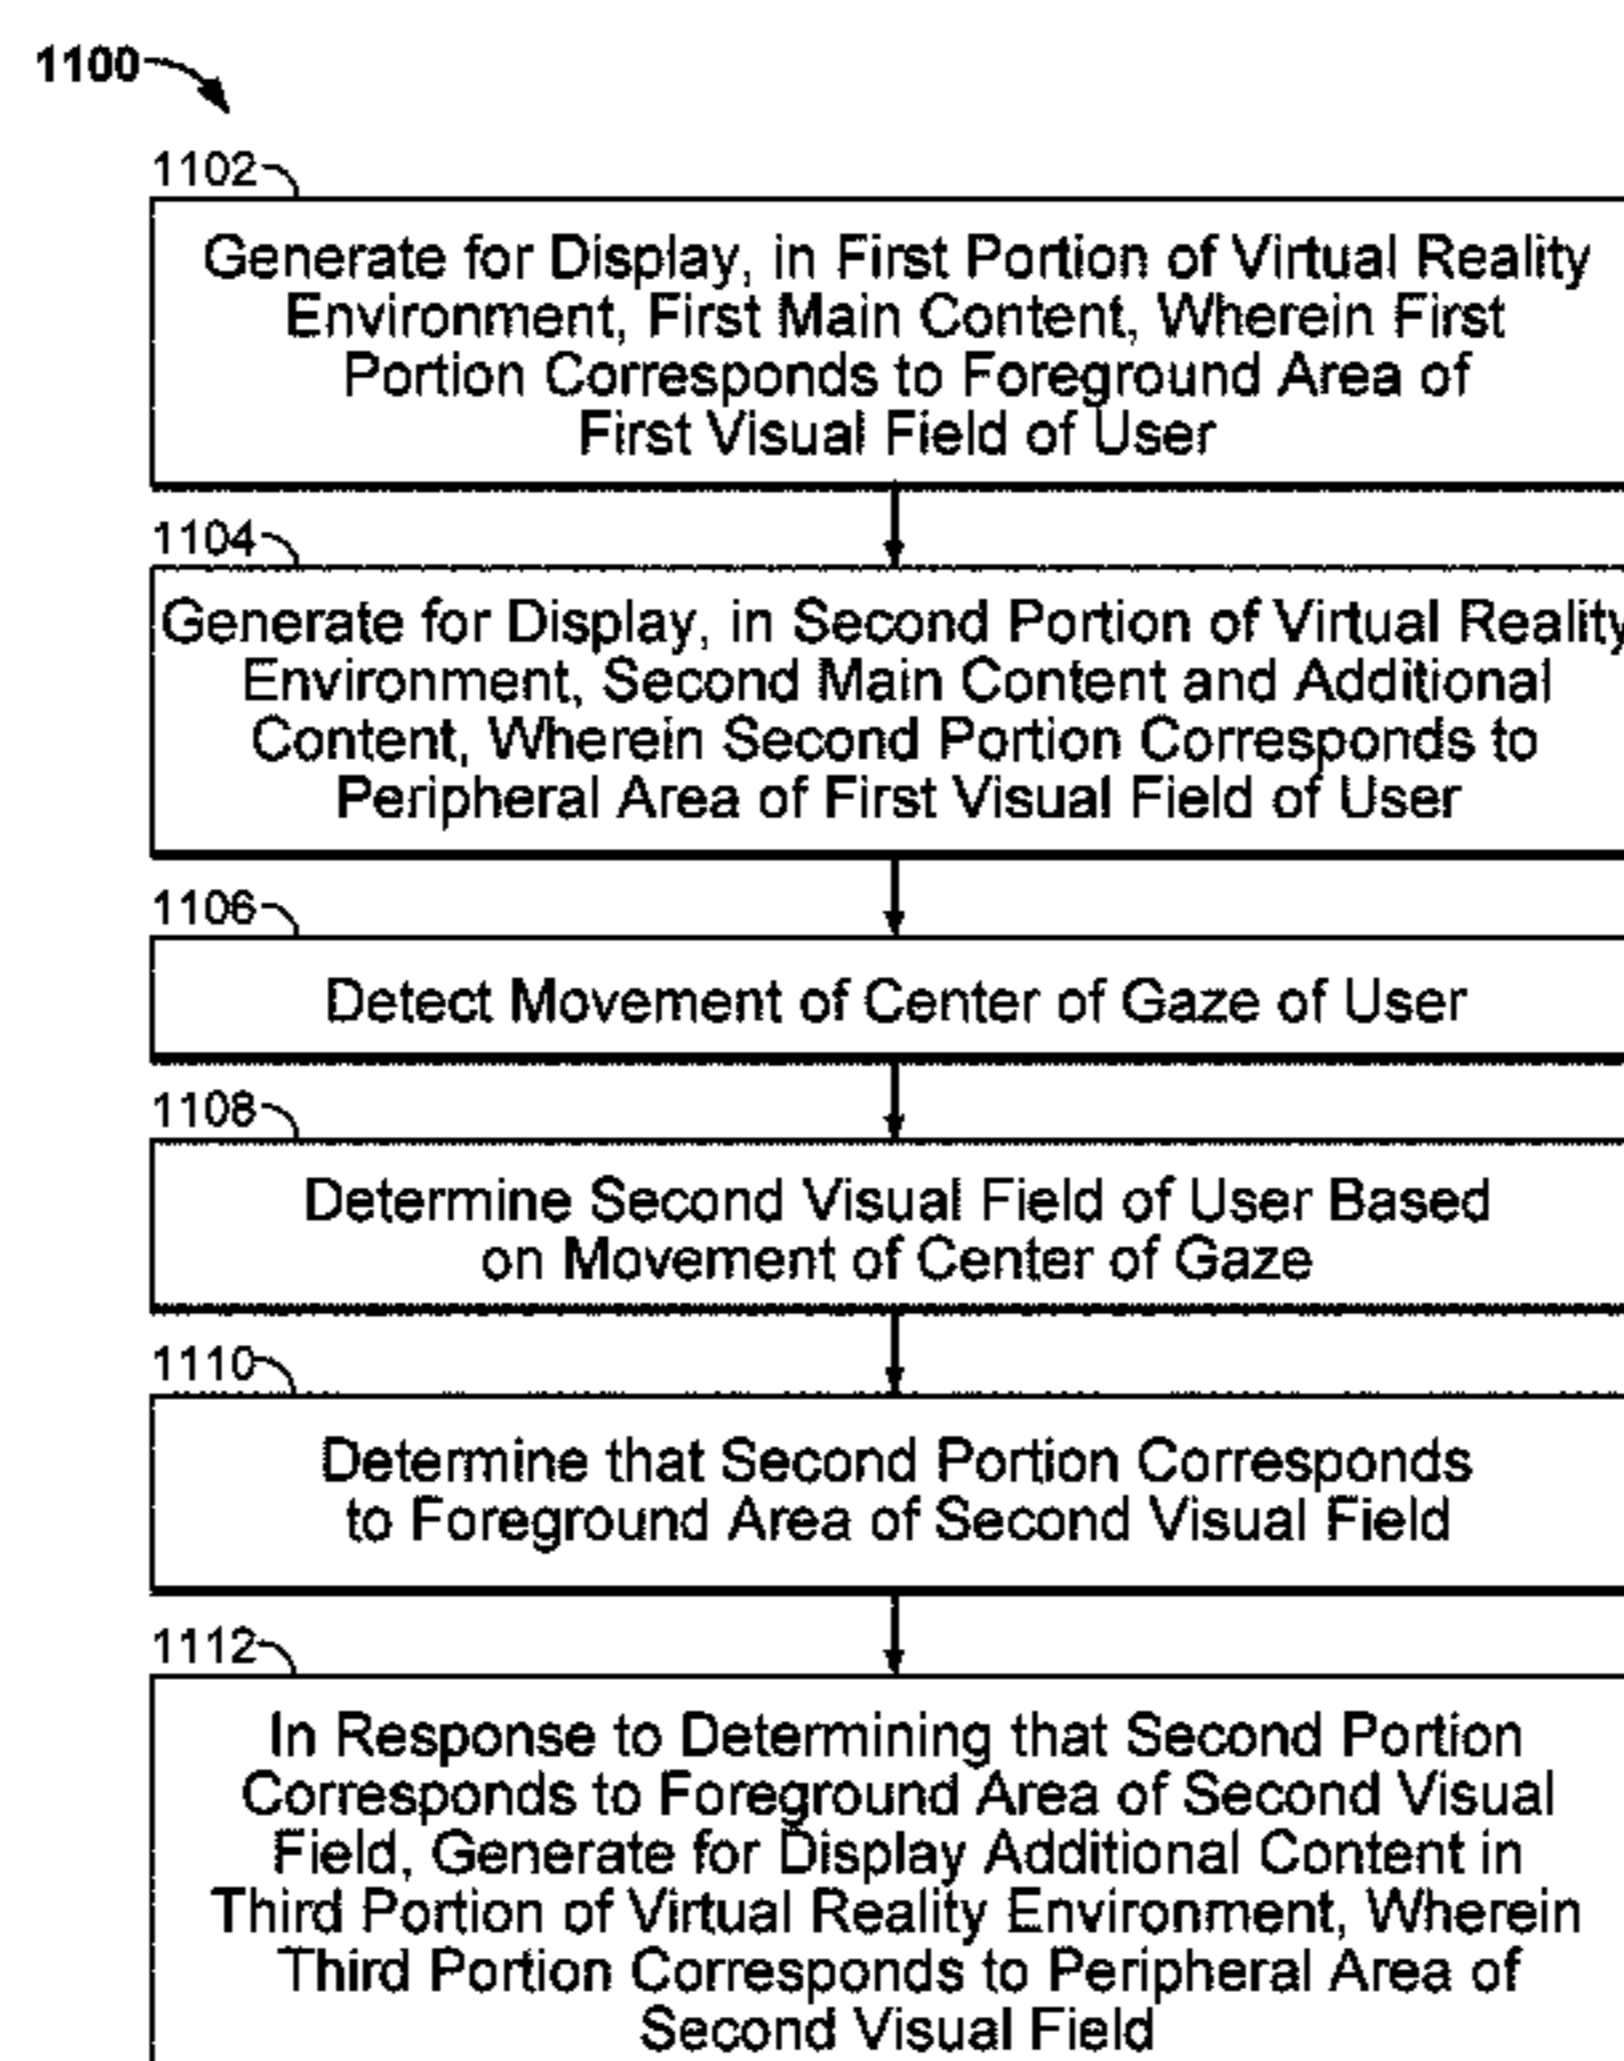 1100
1102
Generate for Display, in First Portion of Virtual Reality
Environment, First Main Content, Wherein First
Portion Corresponds to Foreground Area of
First Visual Field of User
1104
Generate for Display, in Second Portion of Virtual Reality
Environment, Second Main Content and Additional
Content, Wherein Second Portion Corresponds to
Peripheral Area of First Visual Field of User
1106
Detect Movement of Center of Gaze of User
1108
Determine Second Visual Field of User Based
on Movement of Center of Gaze
1110
Determine that Second Portion Corresponds
to Foreground Area of Second Visual Field
1112
In Response to Determining that Second Portion
Corresponds to Foreground Area of Second Visual
Field, Generate for Display Additional Content in
Third Portion of Virtual Reality Environment, Wherein
Third Portion Corresponds to Peripheral Area of
Second Visual Field